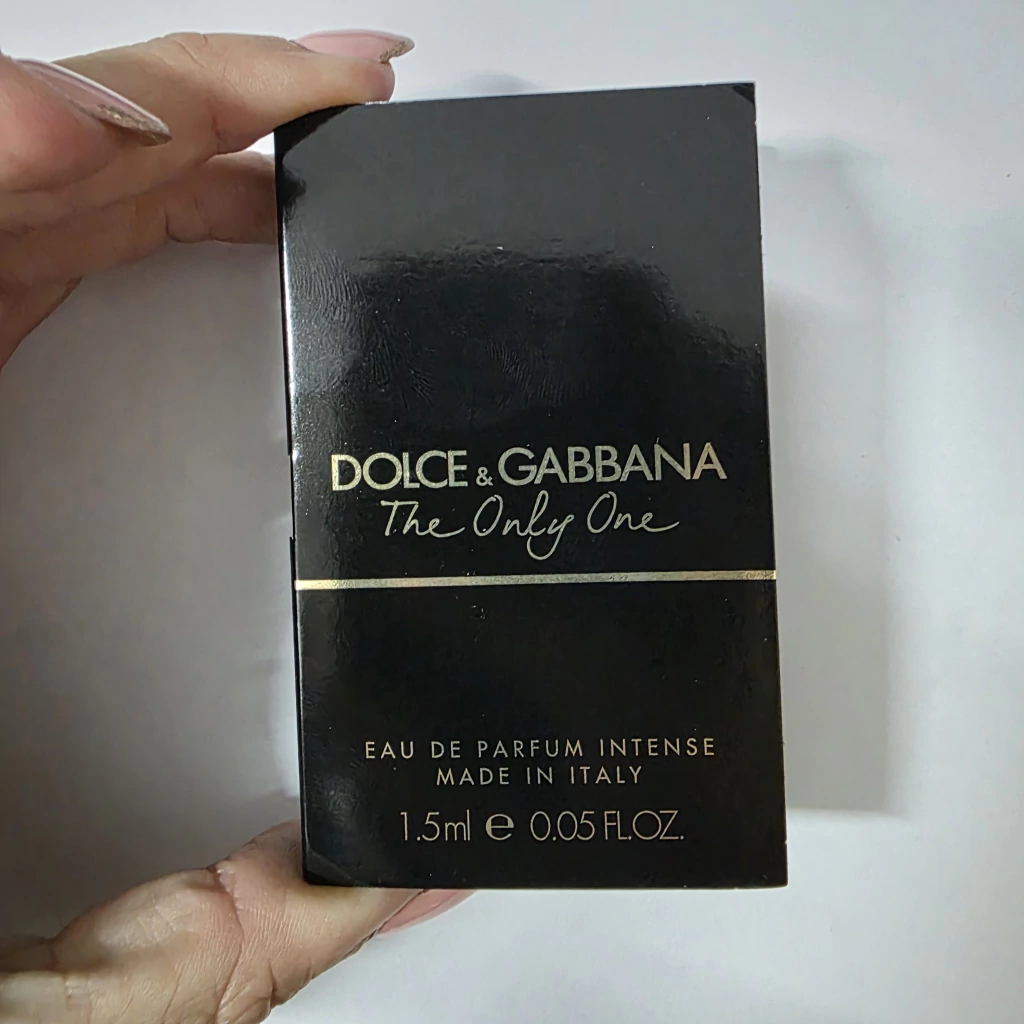 DOLCE & GABBANA
The Only One
EAU DE PARFUM INTENSE
MADE IN ITALY
1.5ml e 0.05 FL.OZ.